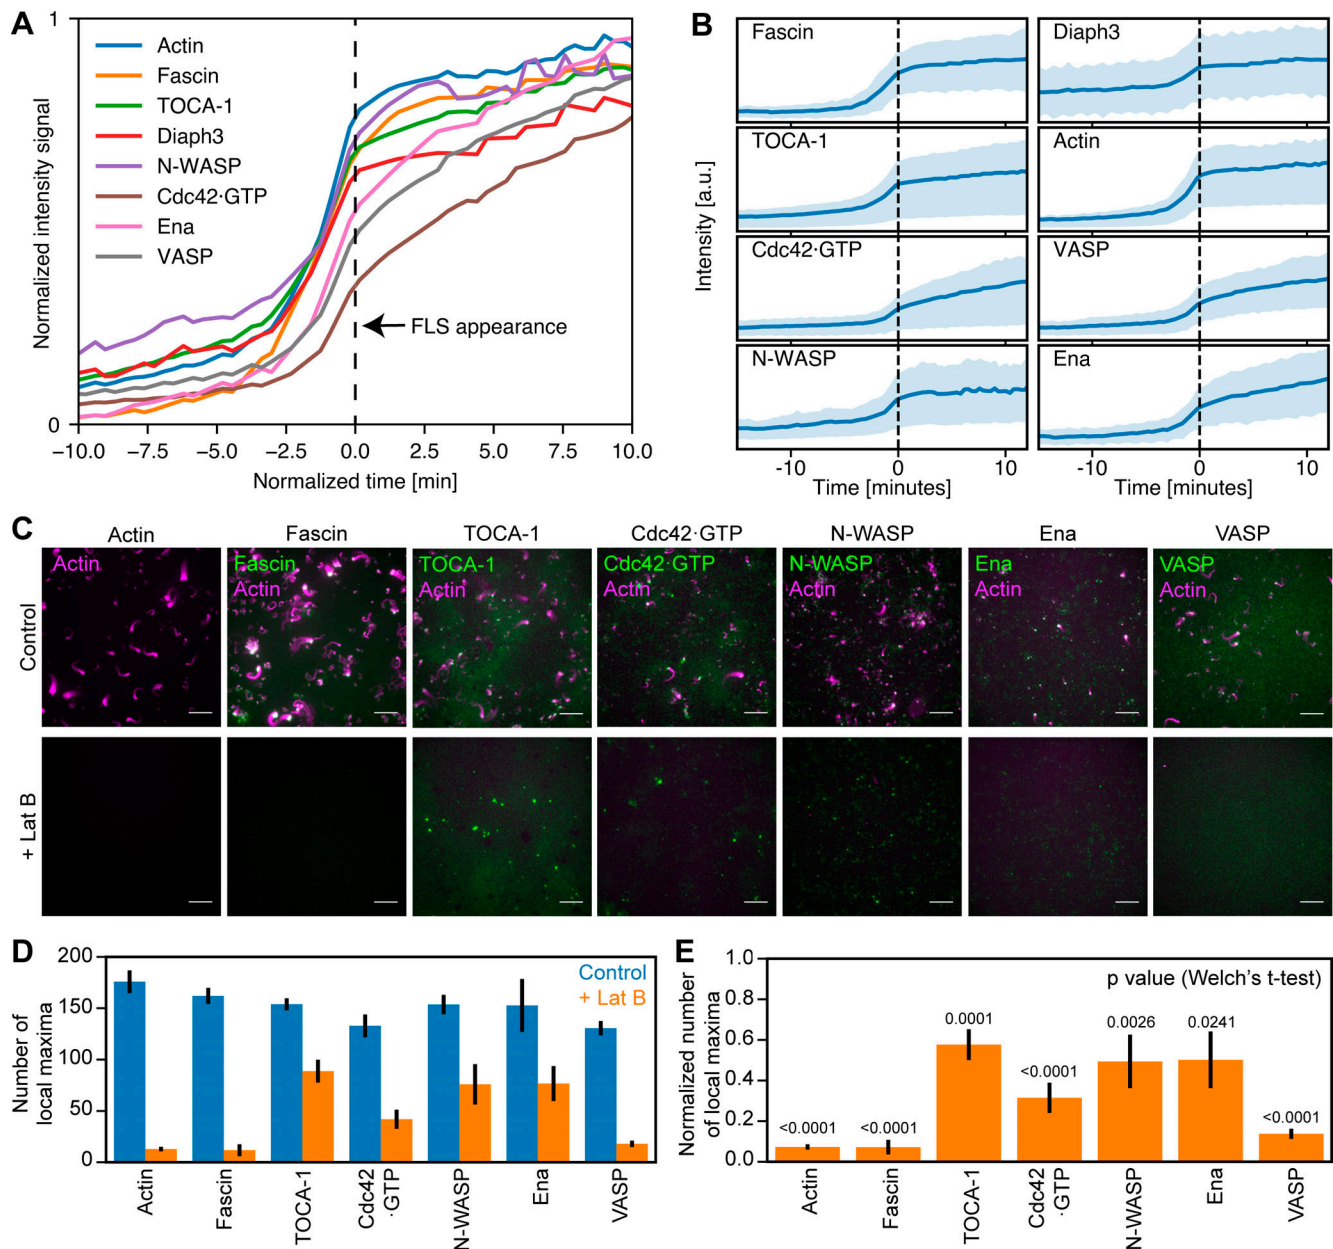 A
1
Actin
Fascin
TOCA-1
Diaph3
N-WASP
Cdc42·GTP
Ena
VASP
FLS appearance
Normalized intensity signal
0
−10.0 −7.5 −5.0 −2.5 0.0 2.5 5.0 7.5 10.0
Normalized time [min]
B
Fascin Diaph3
TOCA-1 Actin
Cdc42·GTP VASP
N-WASP Ena
Intensity [a.u.]
-10 0 10 -10 0 10
Time [minutes] Time [minutes]
C
Actin Fascin TOCA-1 Cdc42·GTP N-WASP Ena VASP
Control
Actin
Fascin
Actin
TOCA-1
Actin
Cdc42·GTP
Actin
N-WASP
Actin
Ena
Actin
VASP
Actin
+ Lat B
D
Number of
local maxima
200
150
100
50
0
Control
+ Lat B
Actin
Fascin
TOCA-1
Cdc42
·GTP
N-WASP
Ena
VASP
E
Normalized number
of local maxima
1.0
0.8
0.6
0.4
0.2
0.0
p value (Welch's t-test)
<0.0001
<0.0001
0.0001
<0.0001
0.0026
0.0241
<0.0001
Actin
Fascin
TOCA-1
Cdc42
·GTP
N-WASP
Ena
VASP